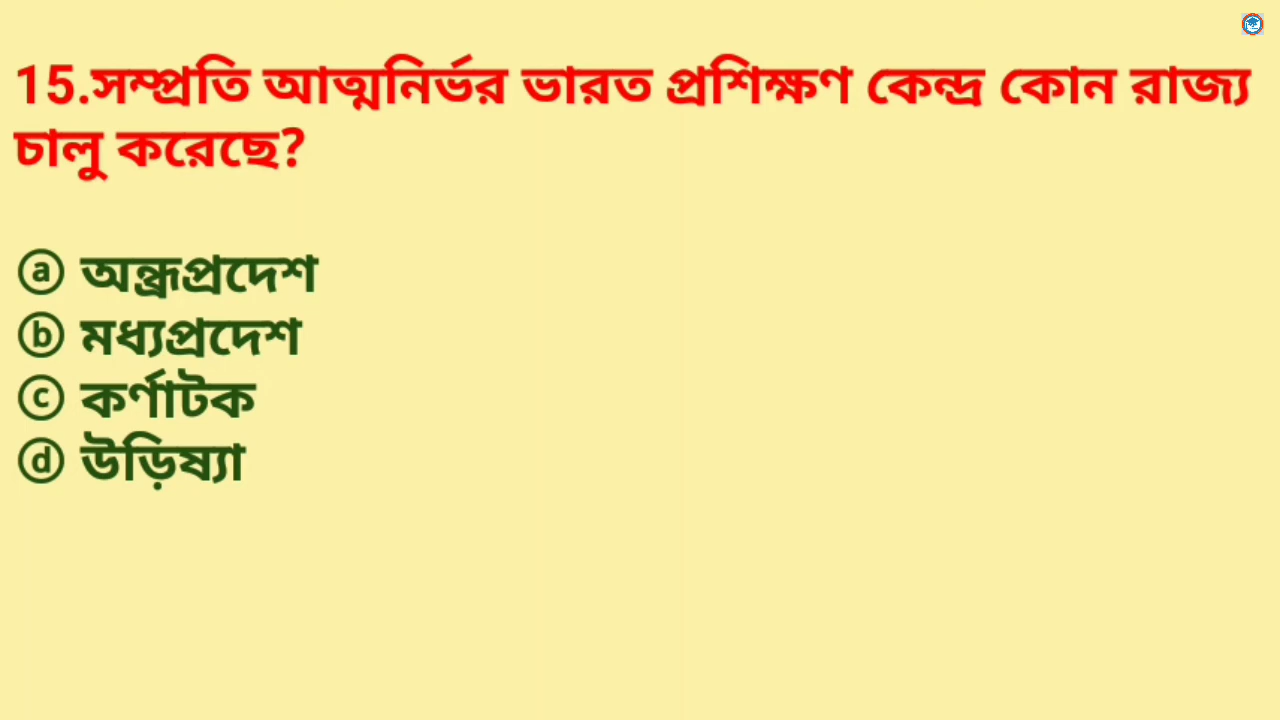 15.সম্প্রতি আত্মনির্ভর ভারত প্রশিক্ষণ কেন্দ্র কোন রাজ্য
চালু করেছে?
ⓐ অন্ধ্রপ্রদেশ
ⓑ মধ্যপ্রদেশ
ⓒ কর্ণাটক
ⓓ উড়িষ্যা